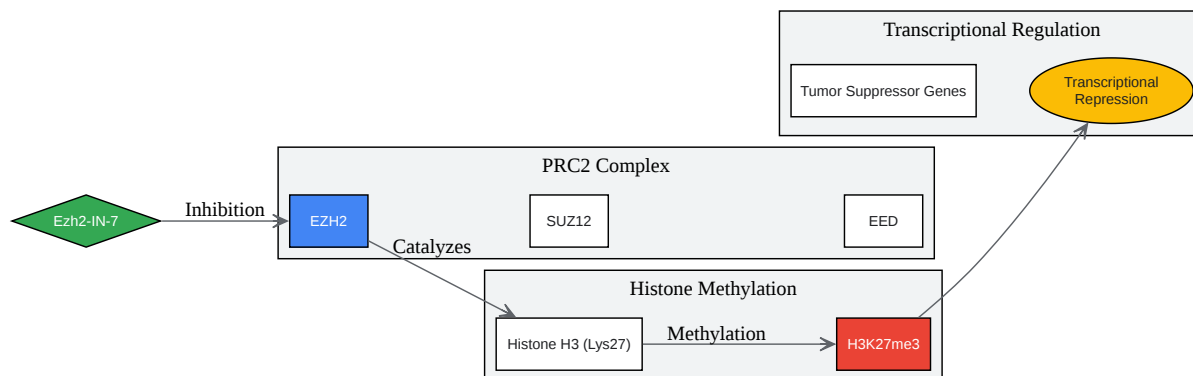 Transcriptional Regulation
Tumor Suppressor Genes
Transcriptional
Repression
PRC2 Complex
Ezh2-IN-7
Inhibition
EZH2
SUZ12
EED
Catalyzes
Histone Methylation
Histone H3 (Lys27)
Methylation
H3K27me3